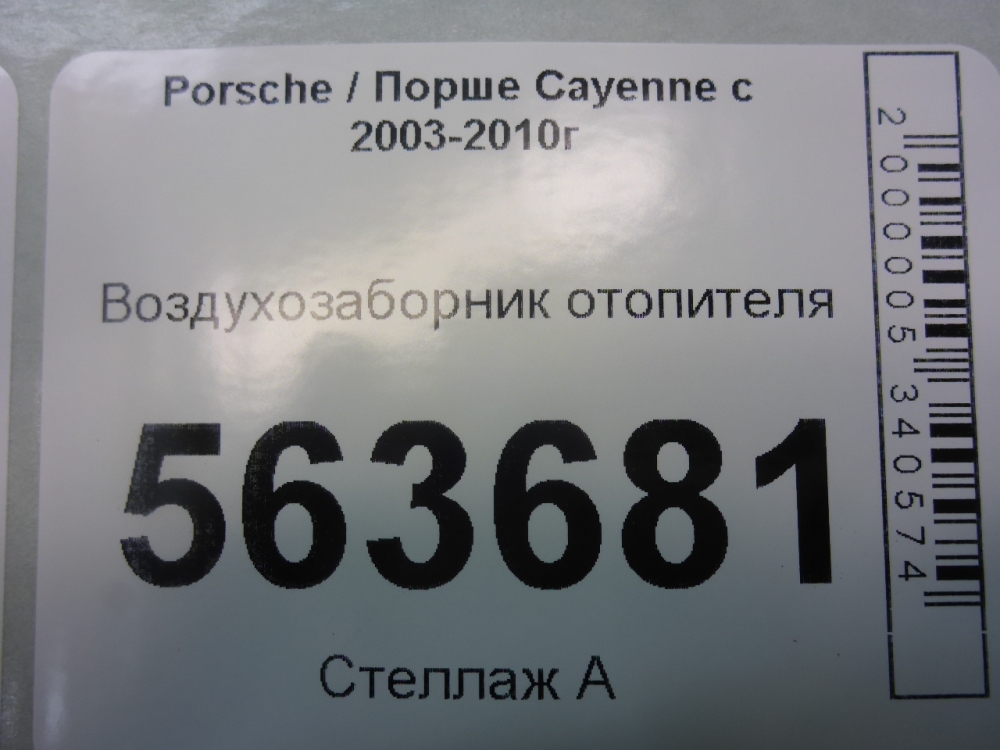 Porsche / Порше Cayenne с
2003-2010г
Воздухозаборник отопителя
563681
Стеллаж А
2000005340574